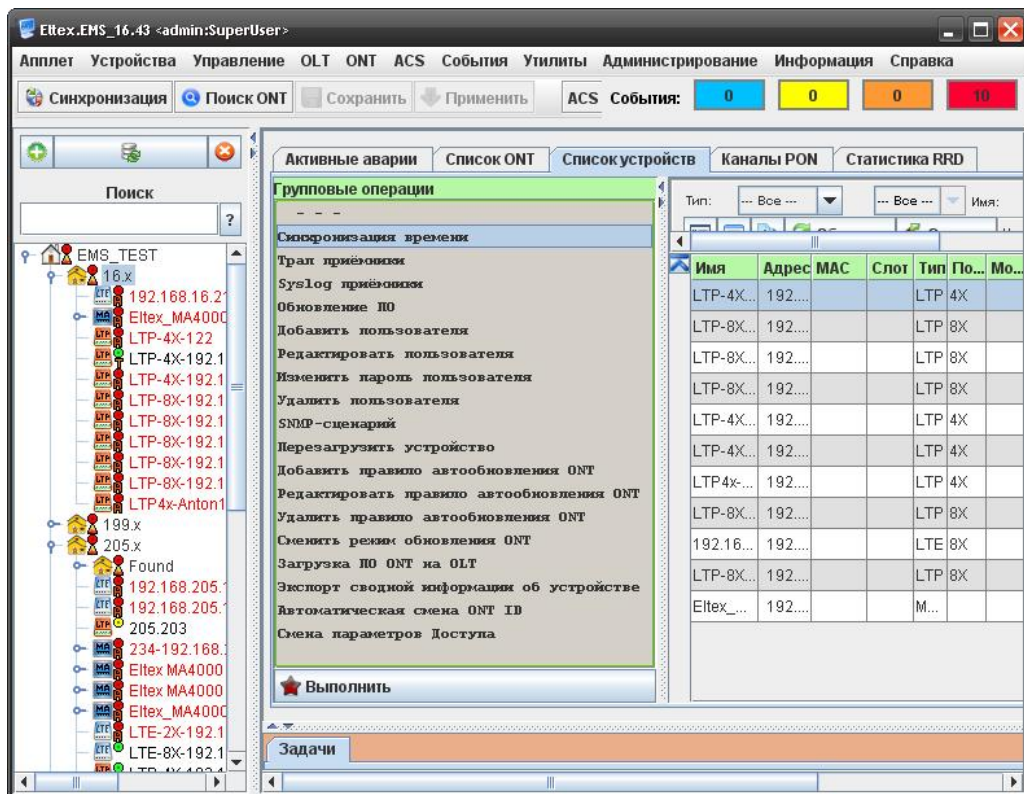 Eltex.EMS_16.43 <admin:SuperUser>
Апплет Устройства Управление OLT ONT ACS События Утилиты Администрирование Информация Справка
Синхронизация Поиск ONT Сохранить Применить ACS События: 0 0 0 10
Активные аварии Список ONT Список устройств Каналы PON Статистика RRD
Поиск
?
EMS_TEST
16.x
192.168.16.2
Eltex_MA4000
LTP-4X-122
LTP-4X-192.1
LTP-4X-192.1
LTP-8X-192.1
LTP-8X-192.1
LTP-8X-192.1
LTP-8X-192.1
LTP-8X-192.1
LTP4x-Anton1
199.x
205.x
Found
192.168.205.
192.168.205.
205.203
234-192.168.
Eltex MA4000
Eltex MA4000
Eltex_MA4000
LTE-2X-192.1
LTE-8X-192.1
Групповые операции
- - -
Синхронизация времени
Трап приёмники
Syslog приёмники
Обновление ПО
Добавить пользователя
Редактировать пользователя
Изменить пароль пользователя
Удалить пользователя
SNMP-сценарий
Перезагрузить устройство
Добавить правило автообновления ONT
Редактировать правило автообновления ONT
Удалить правило автообновления ONT
Сменить режим обновления ONT
Загрузка ПО ONT на OLT
Экспорт сводной информации об устройстве
Автоматическая смена ONT ID
Смена параметров Доступа
Выполнить
Тип: --- Все --- --- Все --- Имя:
Имя Адрес MAC Слот Тип По... Мо...
LTP-4X... 192.... LTP 4X
LTP-8X... 192.... LTP 8X
LTP-8X... 192.... LTP 8X
LTP-8X... 192.... LTP 8X
LTP-4X... 192.... LTP 4X
LTP-4X... 192.... LTP 4X
LTP4x-... 192.... LTP 4X
LTP-8X... 192.... LTP 8X
192.16... 192.... LTE 8X
LTP-8X... 192.... LTP 8X
Eltex_... 192.... M...
Задачи